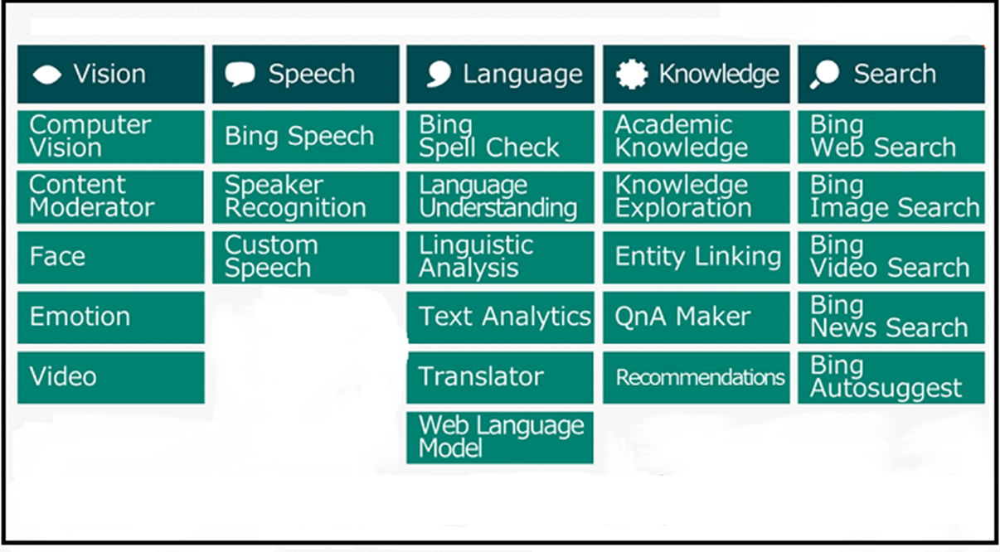 Vision
Computer
Vision
Content
Moderator
Face
Emotion
Video
Speech
Bing Speech
Speaker
Recognition
Custom
Speech
Language
Bing
Spell Check
Language
Understanding
Linguistic
Analysis
Text Analytics
Translator
Web Language
Model
Knowledge
Academic
Knowledge
Knowledge
Exploration
Entity Linking
QnA Maker
Recommendations
Search
Bing
Web Search
Bing
Image Search
Bing
Video Search
Bing
News Search
Bing
Autosuggest